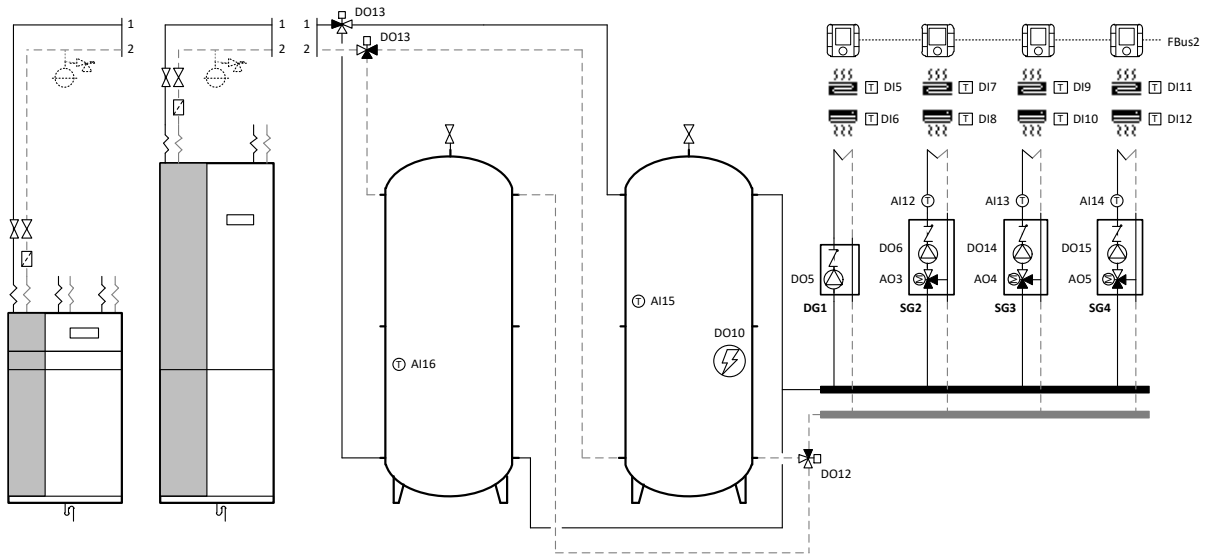 1 1 1 DO13
2 2 2 DO13
FBus2
T DI5 T DI7 T DI9 T DI11
T DI6 T DI8 T DI10 T DI12
AI12 T AI13 T AI14 T
DO6 DO14 DO15
DO5 AO3 M AO4 M AO5 M
DG1 SG2 SG3 SG4
T AI15
DO10
T AI16
DO12